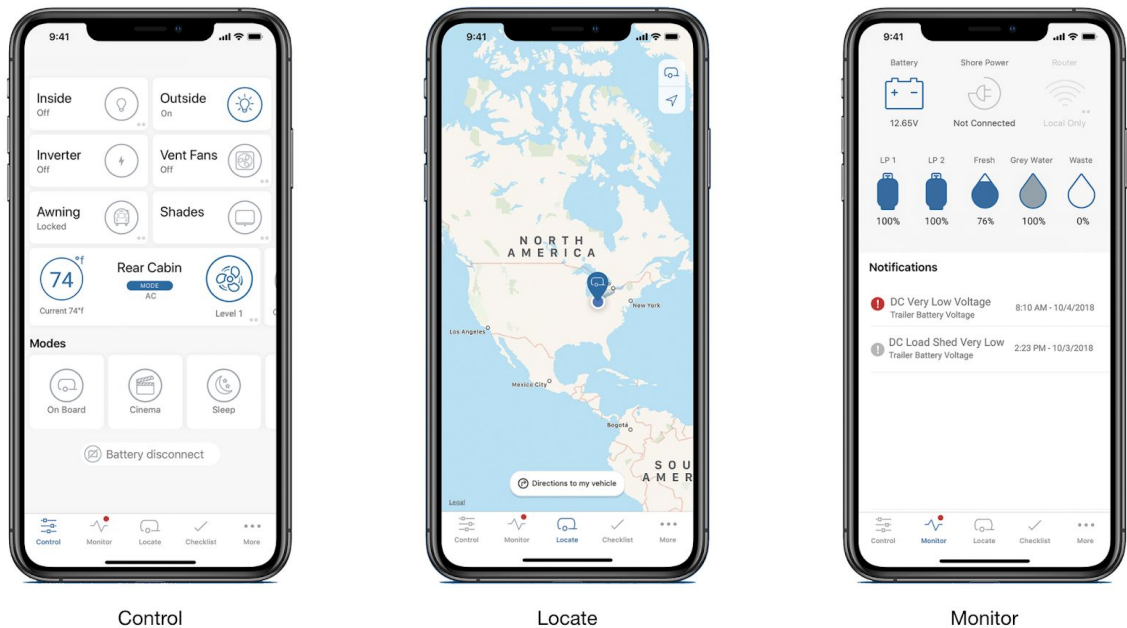 9:41
Inside
Off
Outside
On
Inverter
Off
Vent Fans
Off
Awning
Locked
Shades
74°f
Current 74°f
Rear Cabin
MODE
AC
Level 1
Modes
On Board
Cinema
Sleep
Battery disconnect
Control
Monitor
Locate
Checklist
More
Control
9:41
NORTH
AMERICA
New York
Los Angeles
Mexico City
Bogotá
SOU
AMER
Directions to my vehicle
Legal
Control
Monitor
Locate
Checklist
More
Locate
9:41
Battery
Shore Power
Router
12.65V
Not Connected
Local Only
LP 1
LP 2
Fresh
Grey Water
Waste
100%
100%
76%
100%
0%
Notifications
DC Very Low Voltage
Trailer Battery Voltage
8:10 AM - 10/4/2018
DC Load Shed Very Low
Trailer Battery Voltage
2:23 PM - 10/3/2018
Control
Monitor
Locate
Checklist
More
Monitor